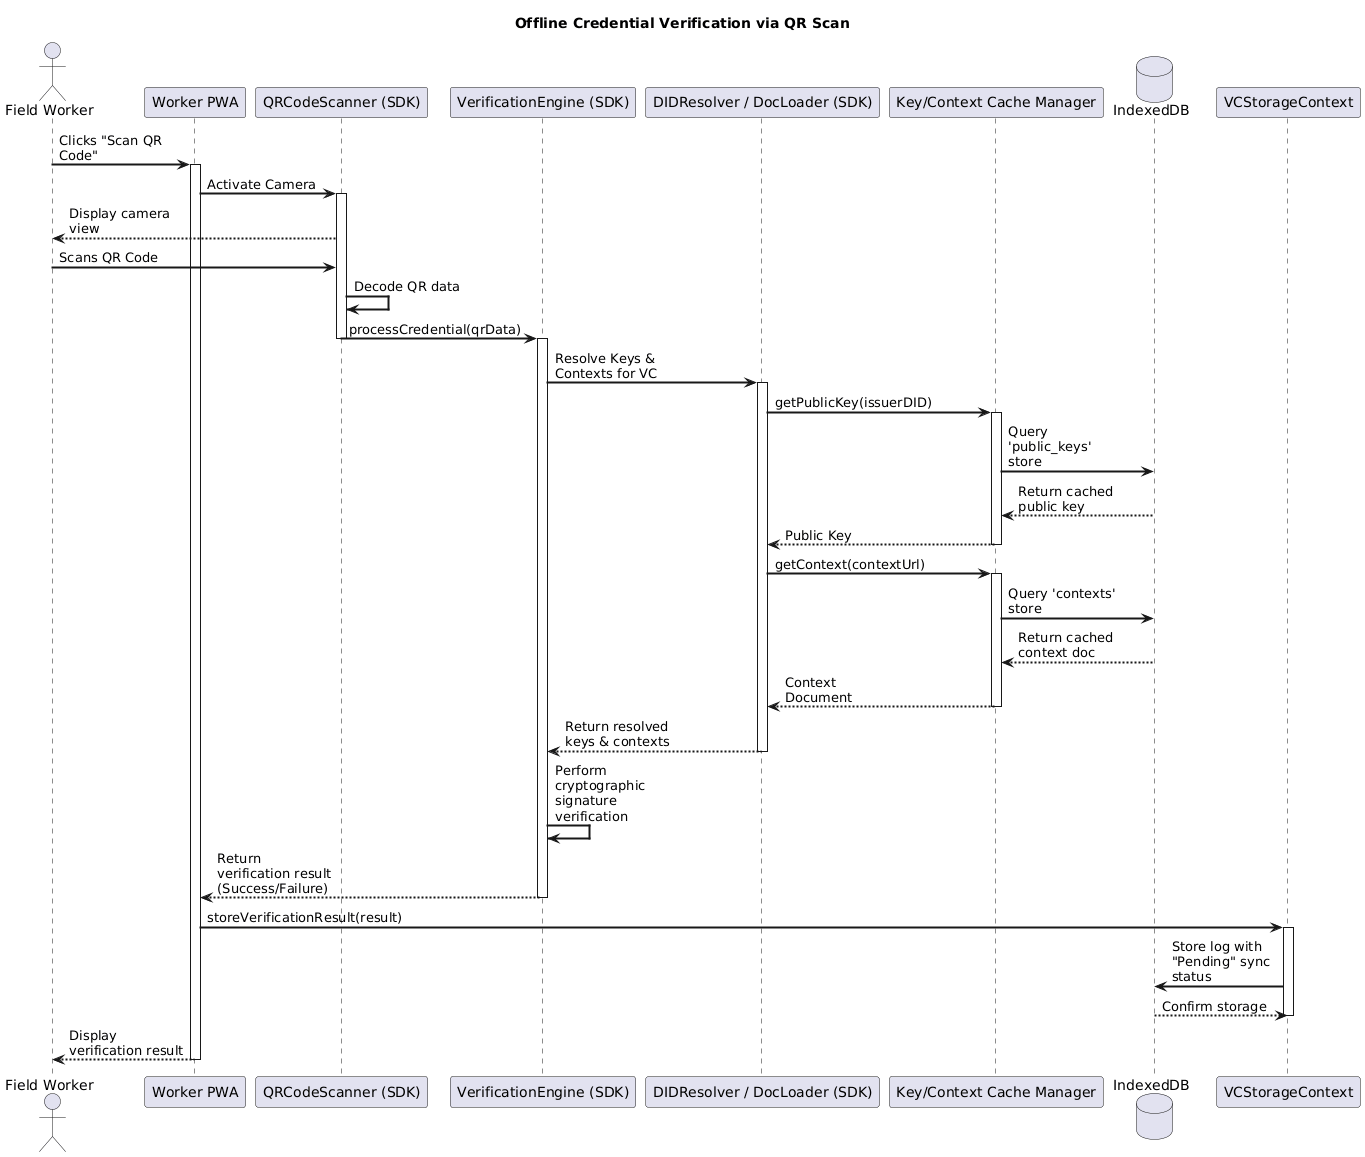 Offline Credential Verification via QR Scan
Field Worker
Worker PWA
QRCodeScanner (SDK)
VerificationEngine (SDK)
DIDResolver / DocLoader (SDK)
Key/Context Cache Manager
IndexedDB
VCStorageContext
Clicks "Scan QR
Code"
Activate Camera
Display camera
view
Scans QR Code
Decode QR data
processCredential(qrData)
Resolve Keys &
Contexts for VC
getPublicKey(issuerDID)
Query
'public_keys'
store
Return cached
public key
Public Key
getContext(contextUrl)
Query 'contexts'
store
Return cached
context doc
Context
Document
Return resolved
keys & contexts
Perform
cryptographic
signature
verification
Return
verification result
(Success/Failure)
storeVerificationResult(result)
Store log with
"Pending" sync
status
Confirm storage
Display
verification result
Field Worker
Worker PWA
QRCodeScanner (SDK)
VerificationEngine (SDK)
DIDResolver / DocLoader (SDK)
Key/Context Cache Manager
IndexedDB
VCStorageContext